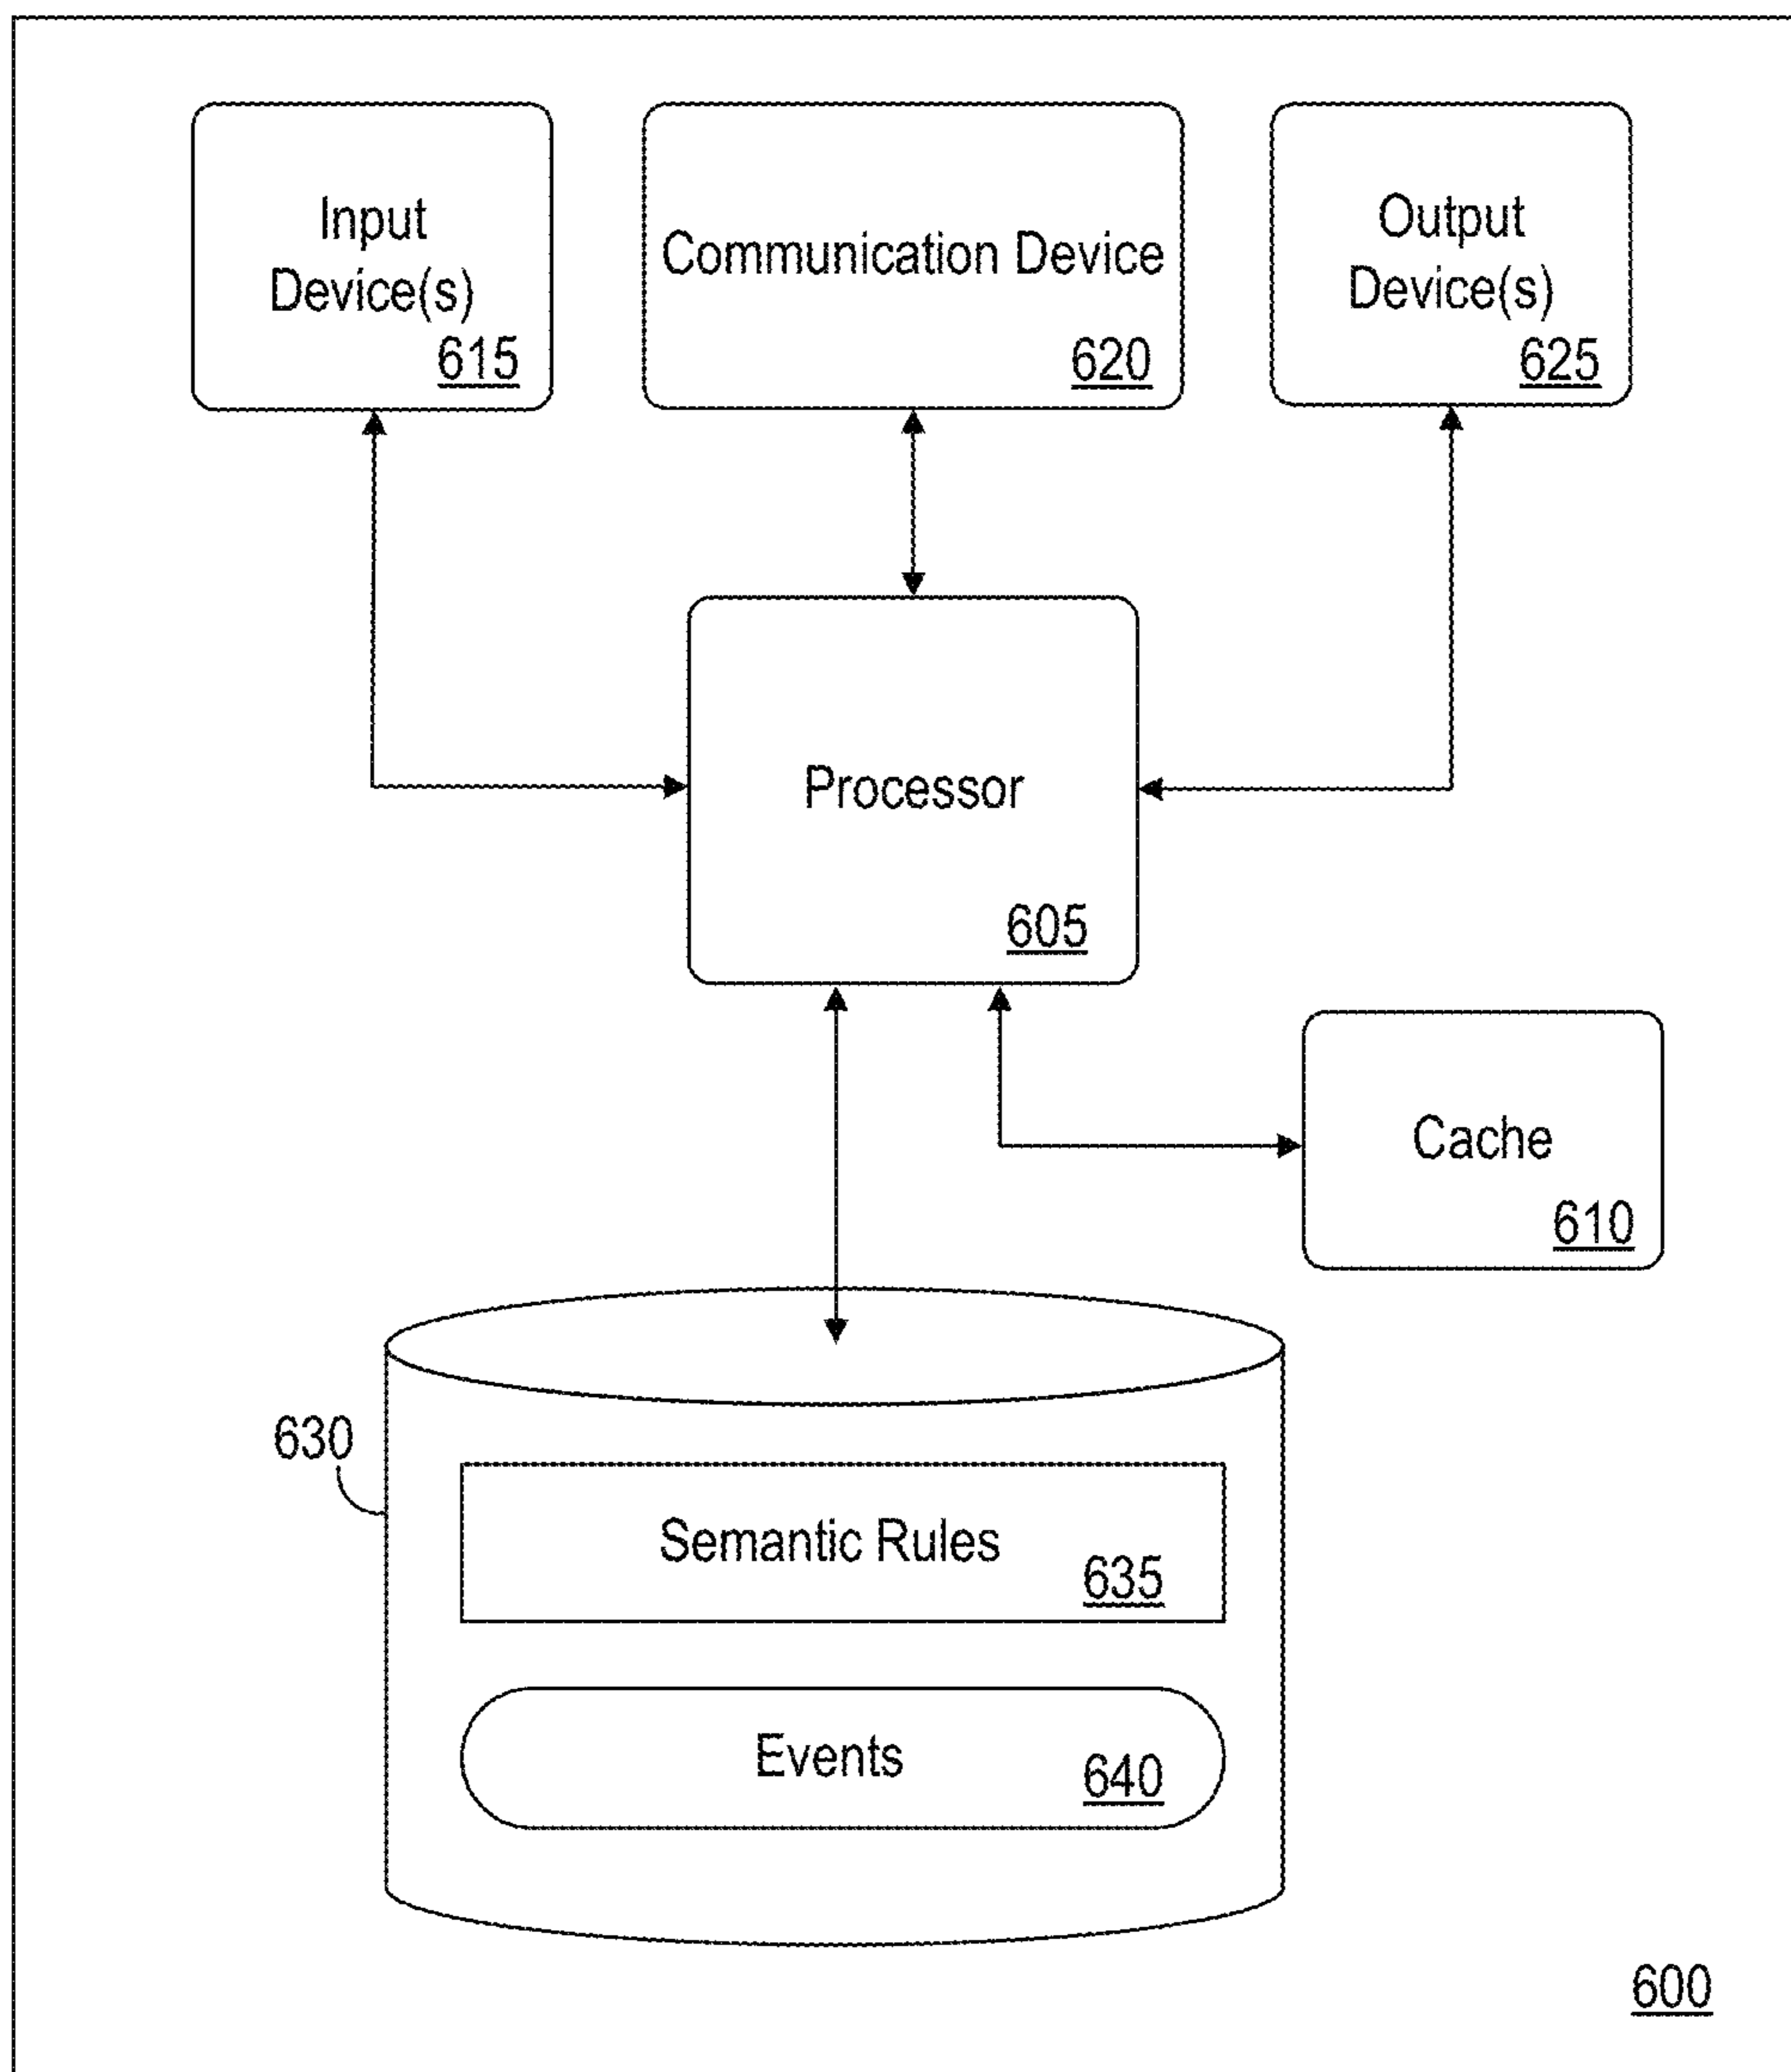 Input
Device(s)
615
Communication Device
620
Output
Device(s)
625
Processor
605
Cache
610
630
Semantic Rules
635
Events
640
600